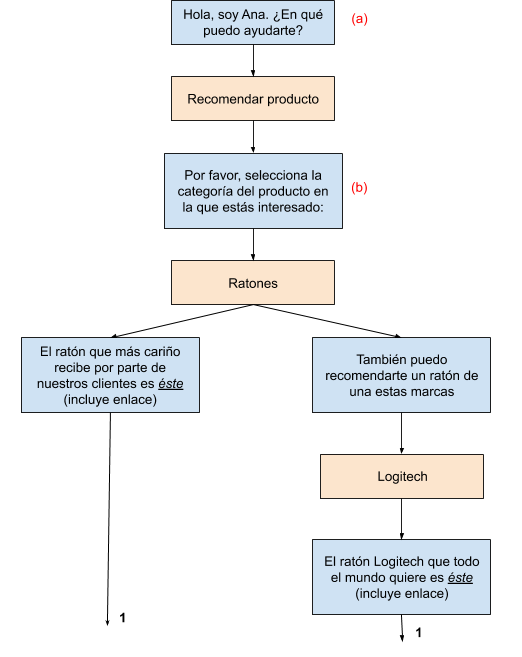 Hola, soy Ana. ¿En qué
puedo ayudarte?
(a)
Recomendar producto
Por favor, selecciona la
categoría del producto en
la que estás interesado:
(b)
Ratones
El ratón que más cariño
recibe por parte de
nuestros clientes es éste
(incluye enlace)
También puedo
recomendarte un ratón de
una estas marcas
Logitech
El ratón Logitech que todo
el mundo quiere es éste
(incluye enlace)
1
1